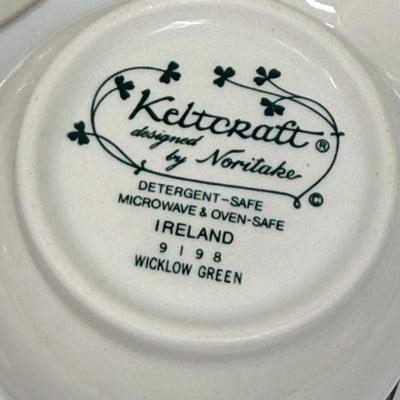 Keltcraft ®
designed
by Noritake
©
DETERGENT-SAFE
MICROWAVE & OVEN-SAFE
IRELAND
9198
WICKLOW GREEN